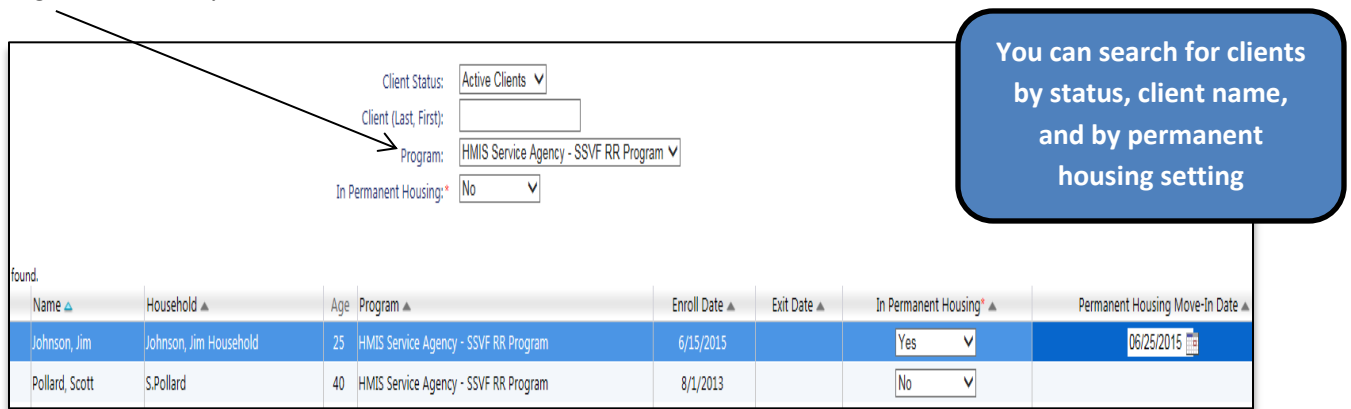 Client Status: Active Clients
Client (Last, First):
Program: HMIS Service Agency - SSVF RR Program
In Permanent Housing:* No
You can search for clients
by status, client name,
and by permanent
housing setting
found.
Name Household Age Program Enroll Date Exit Date In Permanent Housing* Permanent Housing Move-In Date
Johnson, Jim Johnson, Jim Household 25 HMIS Service Agency - SSVF RR Program 6/15/2015 Yes 06/25/2015
Pollard, Scott S.Pollard 40 HMIS Service Agency - SSVF RR Program 8/1/2013 No